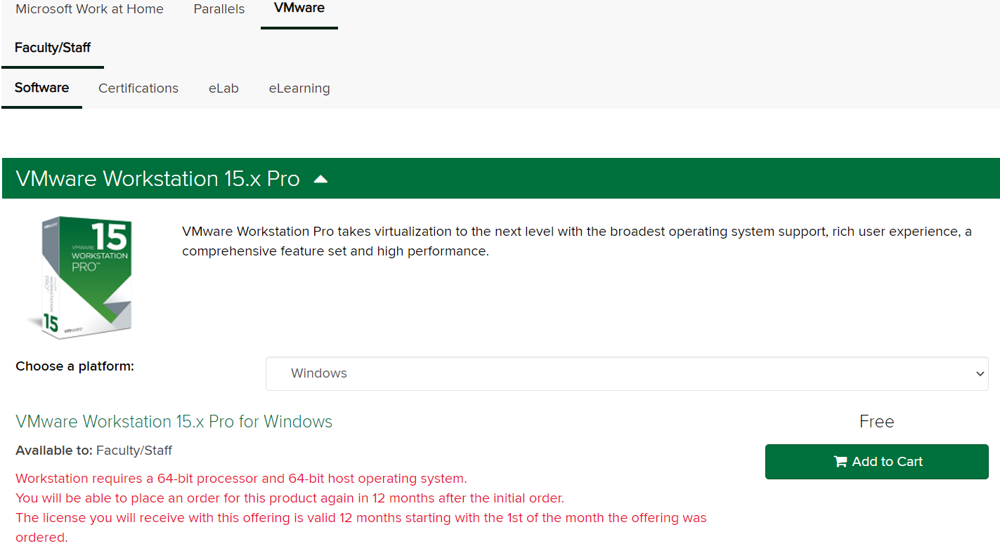 Microsoft Work at Home Parallels VMware
Faculty/Staff
Software Certifications eLab eLearning
VMware Workstation 15.x Pro
vmware
15
VMWARE
WORKSTATION
PRO™
VMWARE
WORKSTATION
PRO™
15
vmware
VMware Workstation Pro takes virtualization to the next level with the broadest operating system support, rich user experience, a
comprehensive feature set and high performance.
Choose a platform:
Windows
VMware Workstation 15.x Pro for Windows
Free
Available to: Faculty/Staff
Add to Cart
Workstation requires a 64-bit processor and 64-bit host operating system.
You will be able to place an order for this product again in 12 months after the initial order.
The license you will receive with this offering is valid 12 months starting with the 1st of the month the offering was
ordered.